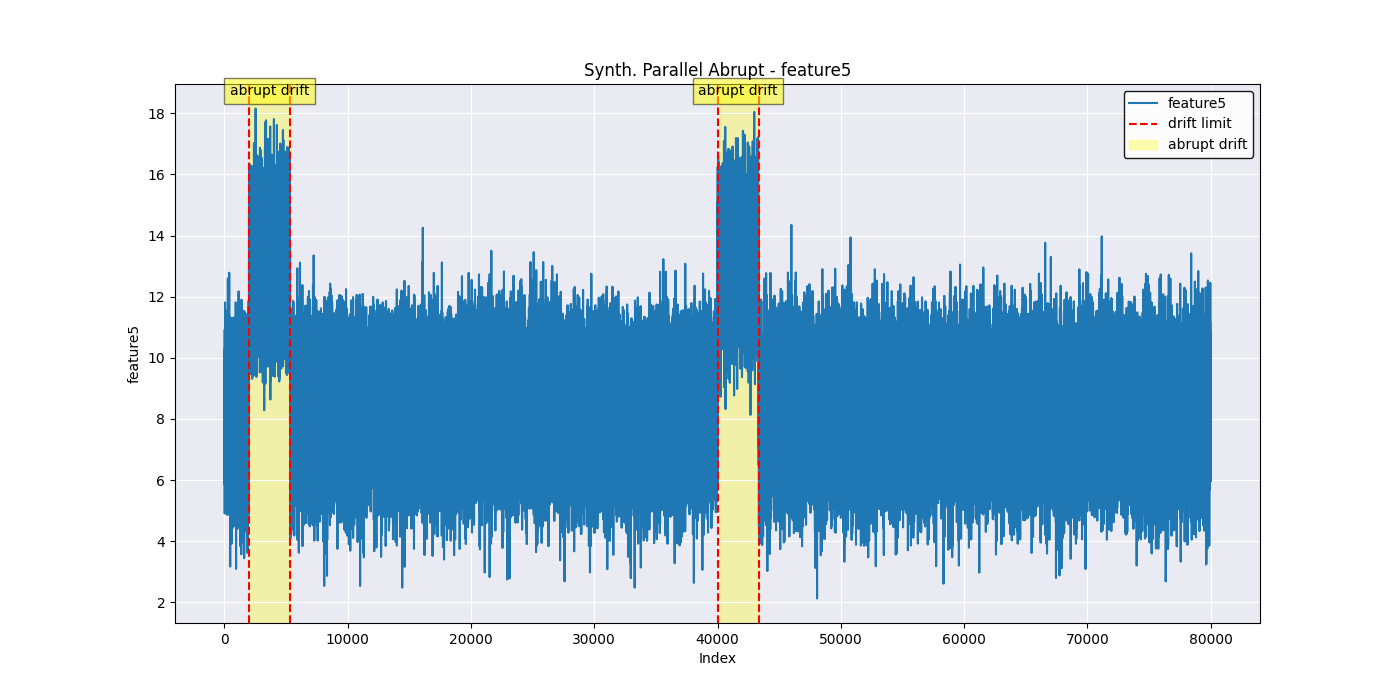 Synth. Parallel Abrupt - feature5
abrupt drift
abrupt drift
feature5
drift limit
abrupt drift
feature5
18
16
14
12
10
8
6
4
2
0
10000
20000
30000
40000
50000
60000
70000
80000
Index